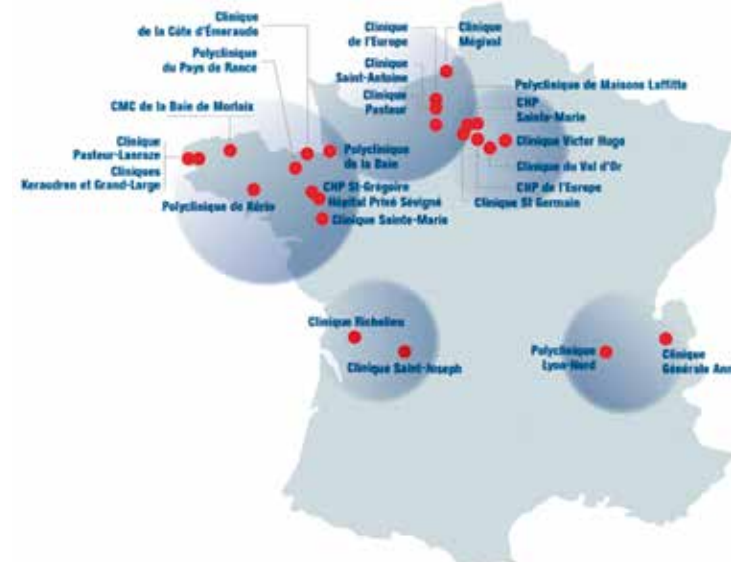 Clinique
de la Côte d'Émeraude
Polyclinique
du Pays de Rance
CMC de la Baie de Morlaix
Clinique
Pasteur-Lanroze
Cliniques
Keraudren et Grand-Large
Polyclinique de Kério
Polyclinique
de la Baie
CHP St-Grégoire
Hôpital Privé Sévigné
Clinique Sainte-Marie
Clinique
de l'Europe
Clinique
Saint-Antoine
Clinique
Pasteur
Clinique
Mégival
Polyclinique de Maisons Laffitte
CHP
Sainte-Marie
Clinique Victor Hugo
Clinique du Val d'Or
CHP de l'Europe
Clinique St Germain
Clinique Richelieu
Clinique Saint-Joseph
Polyclinique
Lyon-Nord
Clinique
Générale Ann